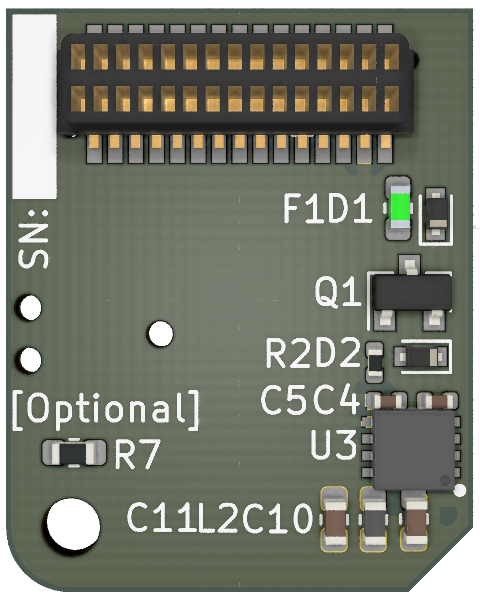 F1D1
SN:
Q1
R2D2
C5C4
[Optional]
U3
R7
C11L2C10